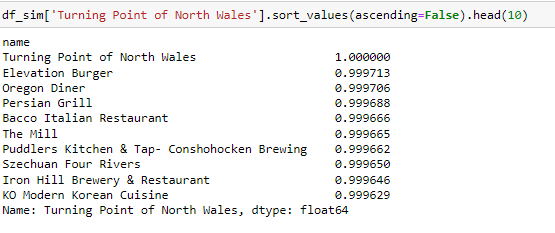 df_sim['Turning Point of North Wales'].sort_values(ascending=False).head(10)
name
Turning Point of North Wales 1.000000
Elevation Burger 0.999713
Oregon Diner 0.999706
Persian Grill 0.999688
Bacco Italian Restaurant 0.999666
The Mill 0.999665
Puddlers Kitchen & Tap- Conshohocken Brewing 0.999662
Szechuan Four Rivers 0.999650
Iron Hill Brewery & Restaurant 0.999646
KO Modern Korean Cuisine 0.999629
Name: Turning Point of North Wales, dtype: float64